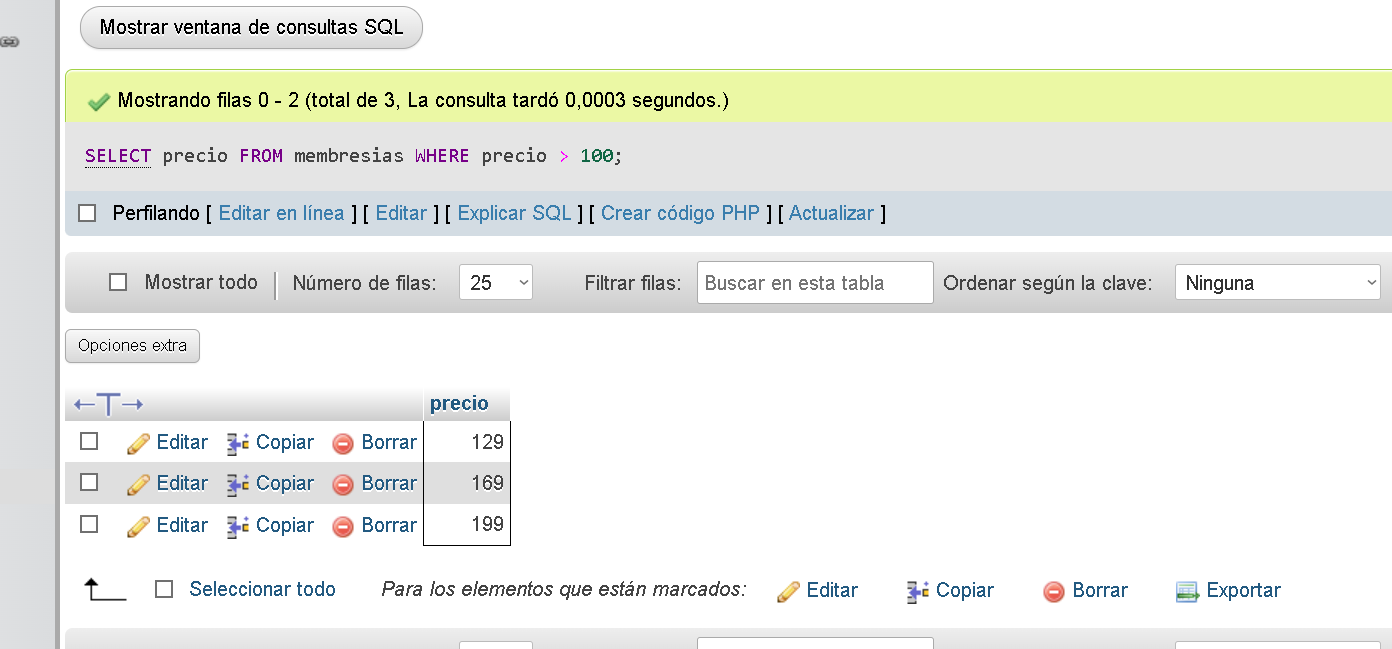 Mostrar ventana de consultas SQL
Mostrando filas 0 - 2 (total de 3, La consulta tardó 0,0003 segundos.)
SELECT precio FROM membresias WHERE precio > 100;
Perfilando [ Editar en línea ] [ Editar ] [ Explicar SQL ] [ Crear código PHP ] [ Actualizar ]
Mostrar todo | Número de filas: 25 Filtrar filas: Buscar en esta tabla Ordenar según la clave: Ninguna
Opciones extra
←T→ precio
Editar Copiar Borrar 129
Editar Copiar Borrar 169
Editar Copiar Borrar 199
Seleccionar todo Para los elementos que están marcados: Editar Copiar Borrar Exportar